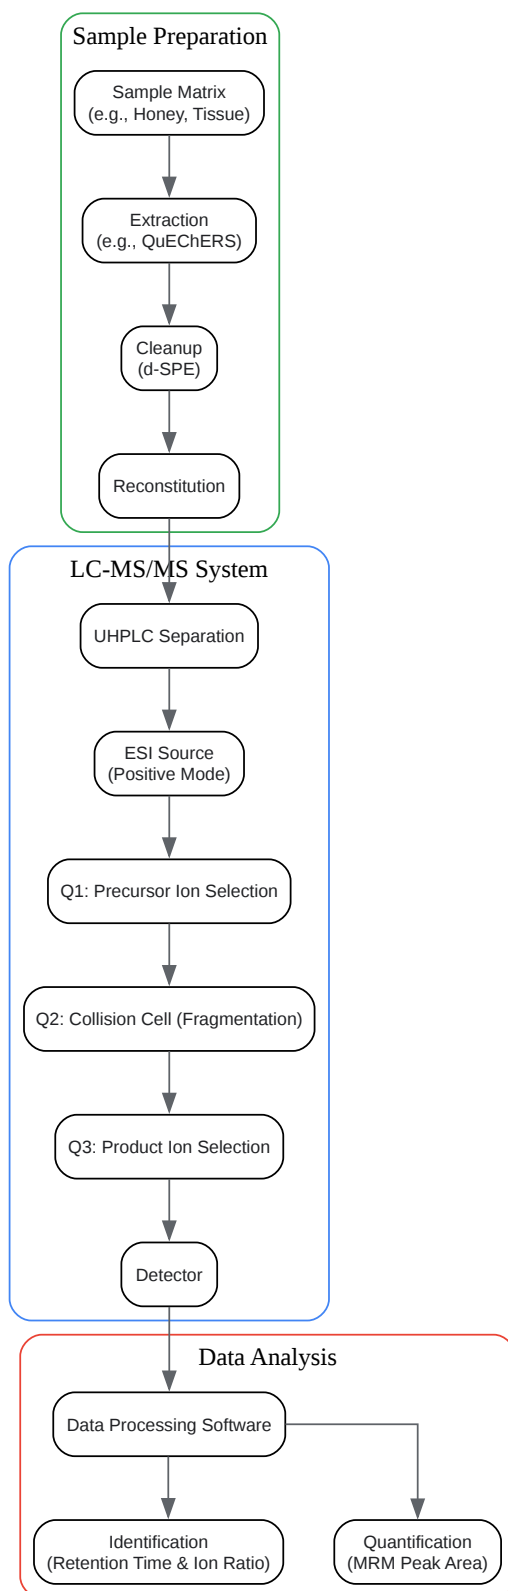 Sample Preparation
Sample Matrix
(e.g., Honey, Tissue)
Extraction
(e.g., QuEChERS)
Cleanup
(d-SPE)
Reconstitution
LC-MS/MS System
UHPLC Separation
ESI Source
(Positive Mode)
Q1: Precursor Ion Selection
Q2: Collision Cell (Fragmentation)
Q3: Product Ion Selection
Detector
Data Analysis
Data Processing Software
Identification
(Retention Time & Ion Ratio)
Quantification
(MRM Peak Area)